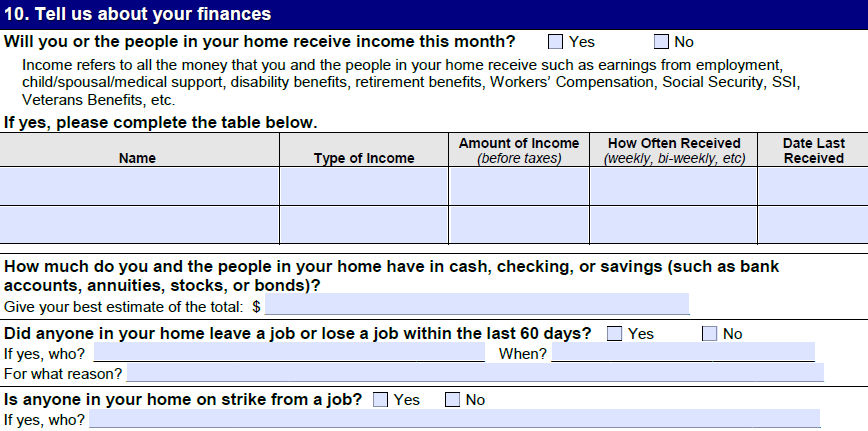 10. Tell us about your finances
Will you or the people in your home receive income this month? Yes No
Income refers to all the money that you and the people in your home receive such as earnings from employment,
child/spousal/medical support, disability benefits, retirement benefits, Workers' Compensation, Social Security, SSI,
Veterans Benefits, etc.
If yes, please complete the table below.
Name Type of Income Amount of Income (before taxes) How Often Received (weekly, bi-weekly, etc) Date Last Received
How much do you and the people in your home have in cash, checking, or savings (such as bank
accounts, annuities, stocks, or bonds)?
Give your best estimate of the total: $
Did anyone in your home leave a job or lose a job within the last 60 days? Yes No
If yes, who? When?
For what reason?
Is anyone in your home on strike from a job? Yes No
If yes, who?